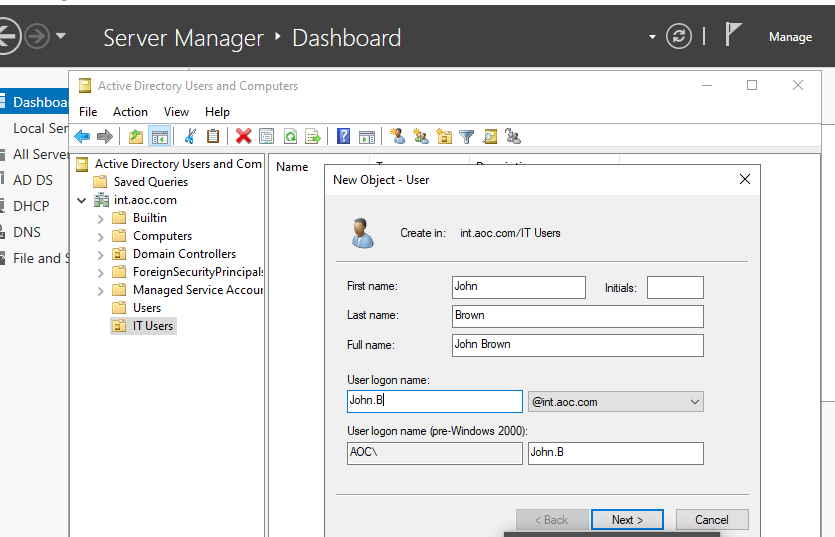 Server Manager ‣ Dashboard
Manage
Dashboa
Local Ser
All Server
AD DS
DHCP
DNS
File and S
Active Directory Users and Computers
File Action View Help
Active Directory Users and Com
Saved Queries
int.aoc.com
Builtin
Computers
Domain Controllers
ForeignSecurityPrincipals
Managed Service Accour
Users
IT Users
Name
New Object - User
Create in: int.aoc.com/IT Users
First name: John Initials:
Last name: Brown
Full name: John Brown
User logon name:
John.B @int.aoc.com
User logon name (pre-Windows 2000):
AOC\ John.B
< Back Next > Cancel